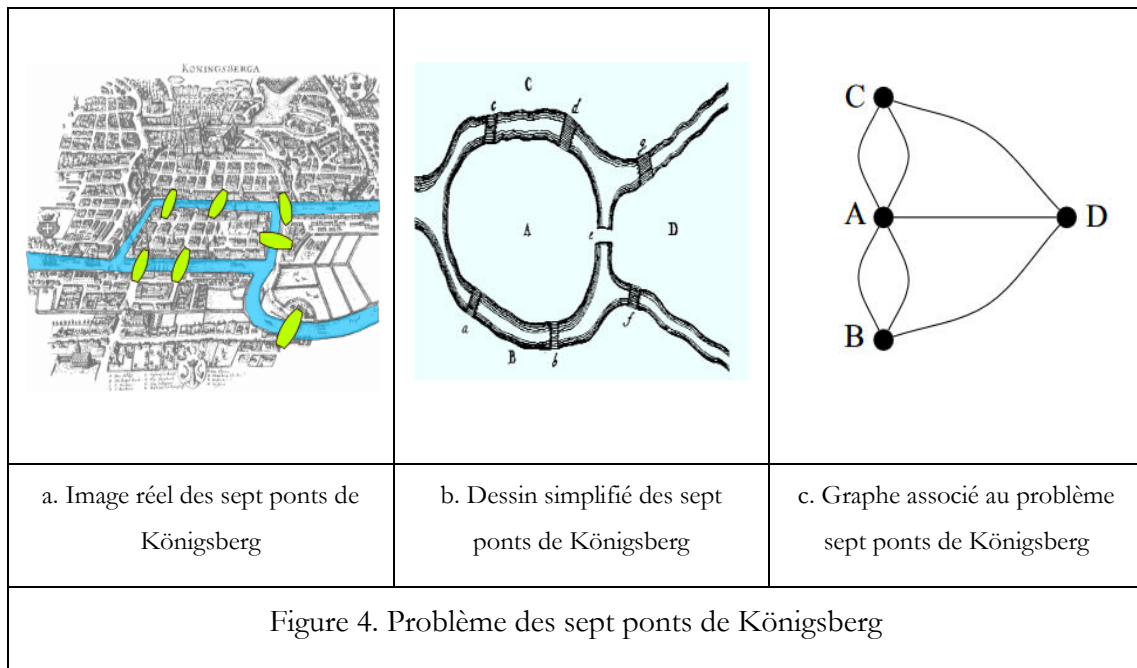 KONINGSBERGA
C
c
d
g
A
e
D
a
B
b
f
C
A
D
B
a. Image réel des sept ponts de
Königsberg
b. Dessin simplifié des sept
ponts de Königsberg
c. Graphe associé au problème
sept ponts de Königsberg
Figure 4. Problème des sept ponts de Königsberg